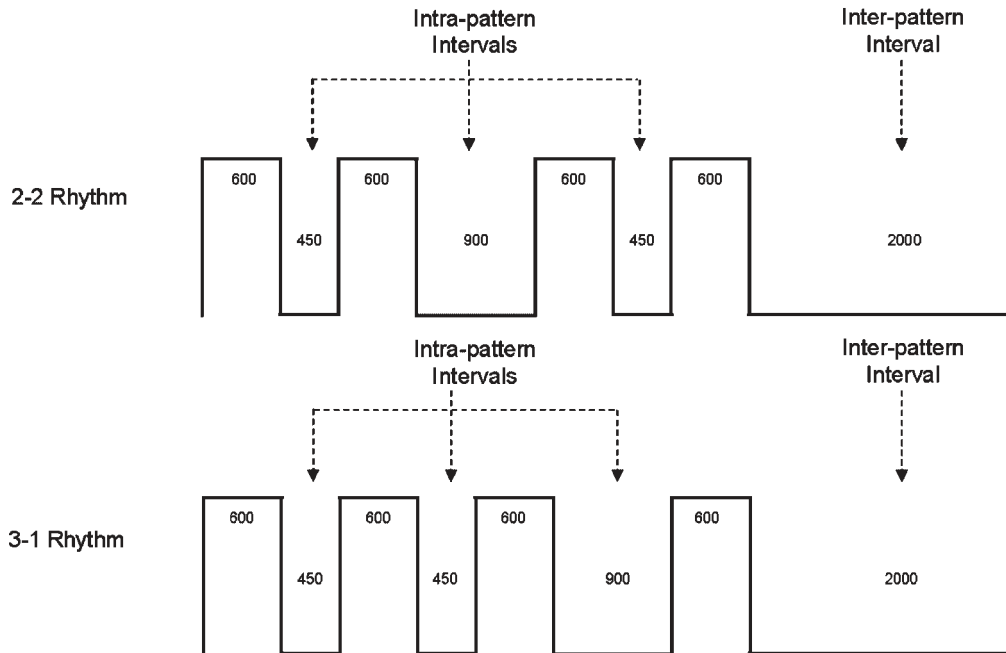 Intra-pattern
Intervals
Inter-pattern
Interval
2-2 Rhythm
600
600
600
600
450
900
450
2000
Intra-pattern
Intervals
Inter-pattern
Interval
3-1 Rhythm
600
600
600
600
450
450
900
2000